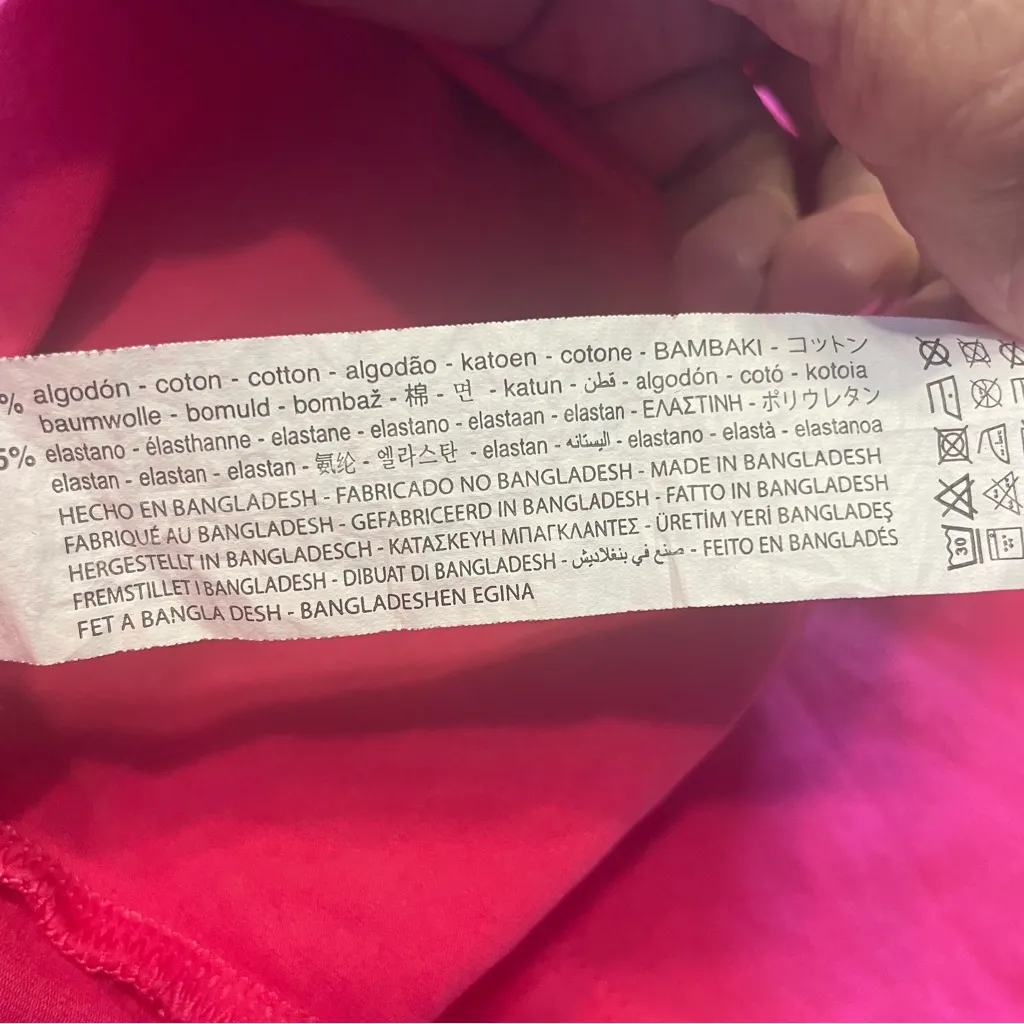 % algodón - coton - cotton - algodão - katoen - cotone - BAMBAKI - コットン
baumwolle - bomuld - bombaž - 棉 - 면 - katun - قطن - algodón - cotó - kotoia
5% elastano - élasthanne - elastane - elastano - elastaan - elastan - ΕΛΑΣΤΙΝΗ - ポリウレタン
elastan - elastan - elastan - 氨纶 - 엘라스탄 - elastan - اليستانه - elastano - elastà - elastanoa
HECHO EN BANGLADESH - FABRICADO NO BANGLADESH - MADE IN BANGLADESH
FABRIQUÉ AU BANGLADESH - GEFABRICEERD IN BANGLADESH - FATTO IN BANGLADESH
HERGESTELLT IN BANGLADESCH - ΚΑΤΑΣΚΕΥΗ ΜΠΑΓΚΛΑΝΤΕΣ - ÜRETİM YERİ BANGLADEŞ
FREMSTILLET I BANGLADESH - DIBUAT DI BANGLADESH - صنع في بنغلاديش - FEITO EN BANGLADÉS
FET A BANGLA DESH - BANGLADESHEN EGINA
30